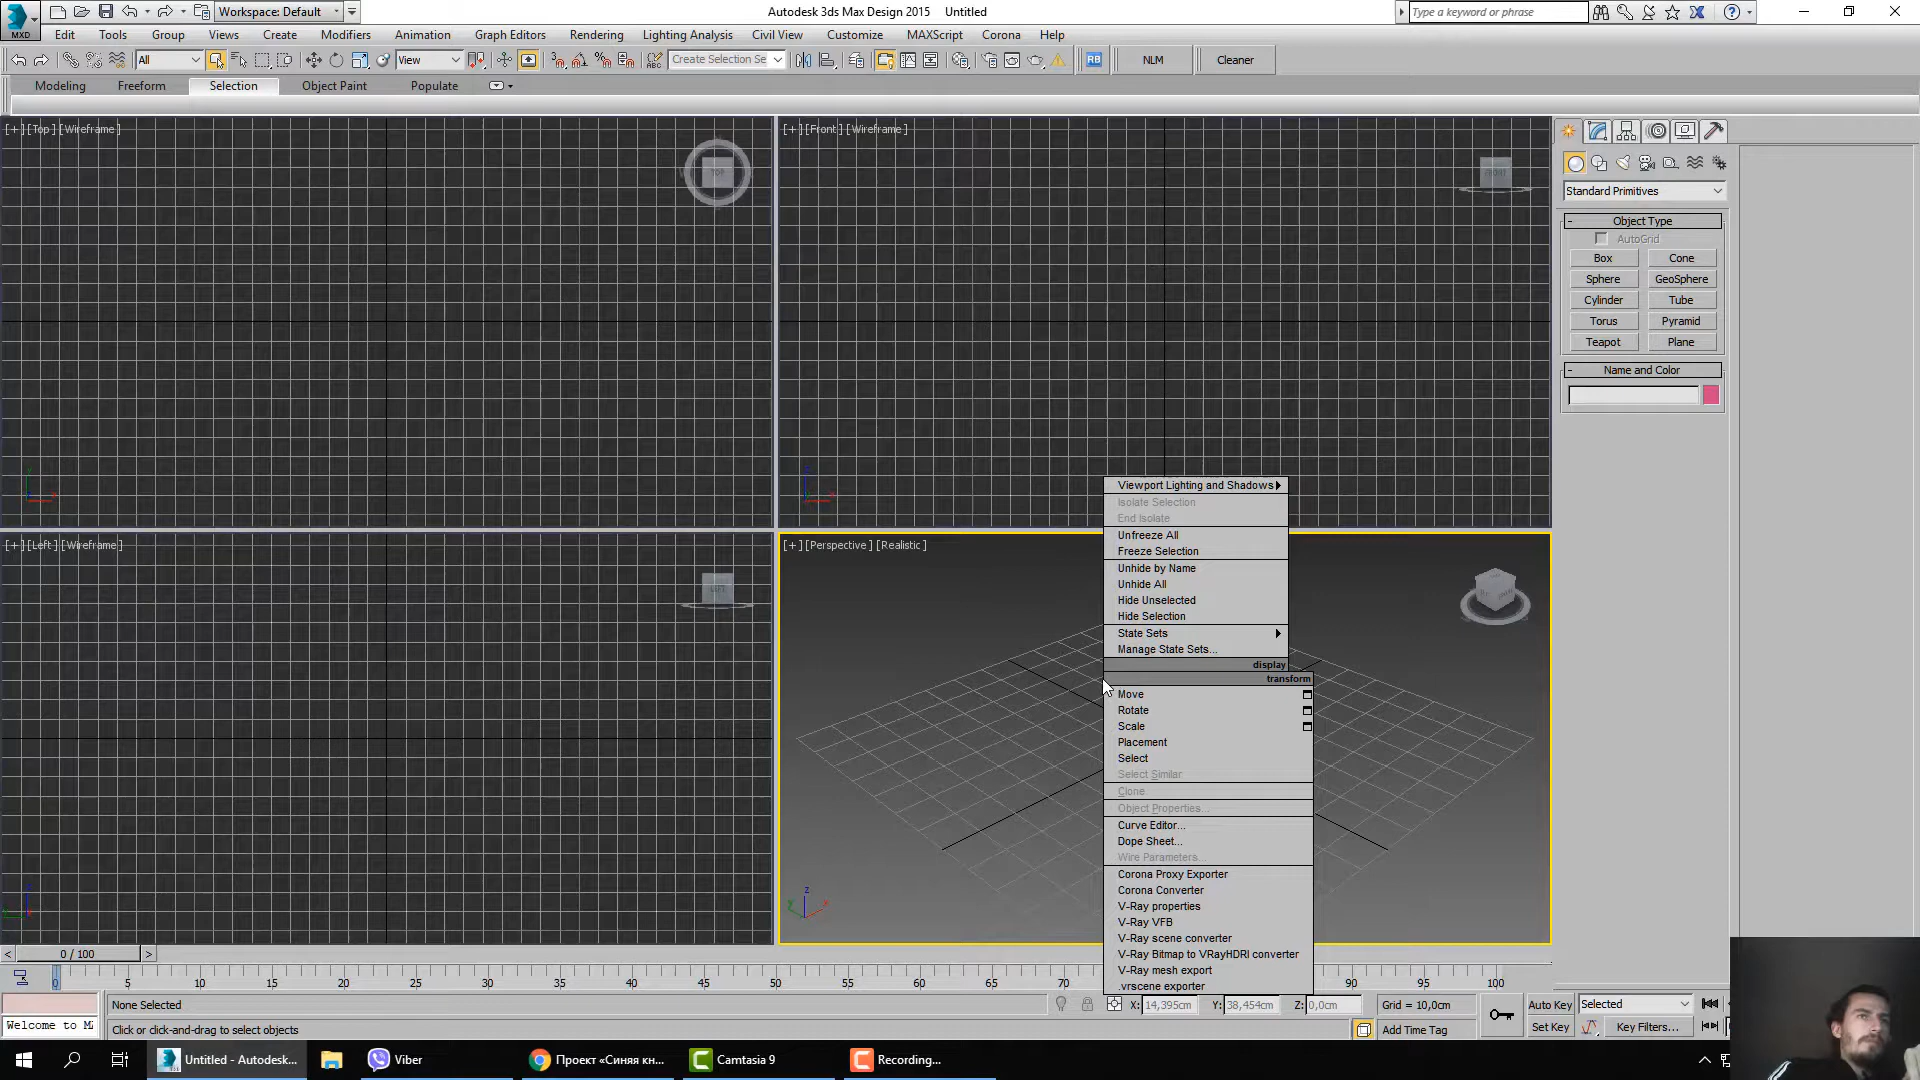 MXD Workspace: Default Autodesk 3ds Max Design 2015 Untitled Type a keyword or phrase
Edit Tools Group Views Create Modifiers Animation Graph Editors Rendering Lighting Analysis Civil View Customize MAXScript Corona Help
All View Create Selection Se RB NLM Cleaner
Modeling Freeform Selection Object Paint Populate
[+] [Top] [Wireframe]
TOP
[+] [Front] [Wireframe]
FRONT
Standard Primitives
- Object Type
AutoGrid
Box Cone
Sphere GeoSphere
Cylinder Tube
Torus Pyramid
Teapot Plane
- Name and Color
[+] [Left] [Wireframe]
LEFT
[+] [Perspective] [Realistic]
Viewport Lighting and Shadows
Isolate Selection
End Isolate
Unfreeze All
Freeze Selection
Unhide by Name
Unhide All
Hide Unselected
Hide Selection
State Sets
Manage State Sets...
display
transform
Move
Rotate
Scale
Placement
Select
Select Similar
Clone
Object Properties...
Curve Editor...
Dope Sheet...
Wire Parameters...
Corona Proxy Exporter
Corona Converter
V-Ray properties
V-Ray VFB
V-Ray scene converter
V-Ray Bitmap to VRayHDRI converter
V-Ray mesh export
.vrscene exporter
z y x
< 0 / 100 >
0 5 10 15 20 25 30 35 40 45 50 55 60 65 70 90 95 100
None Selected X: 14,395cm Y: 38,454cm Z: 0,0cm Grid = 10,0cm Auto Key Selected
Welcome to M Click or click-and-drag to select objects Add Time Tag Set Key Key Filters...
Untitled - Autodesk... Viber Проект «Синяя кн... Camtasia 9 Recording...